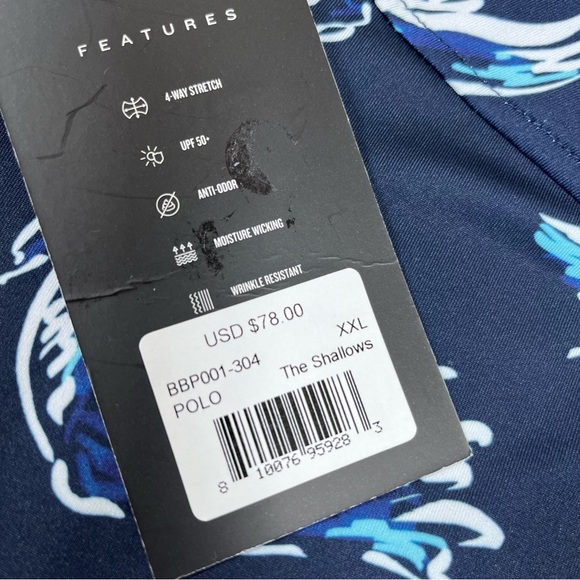 FEATURES
4-WAY STRETCH
UPF 50+
ANTI-ODOR
MOISTURE WICKING
WRINKLE RESISTANT
USD $78.00
BBP001-304 XXL
POLO The Shallows
8 10076 95928 3